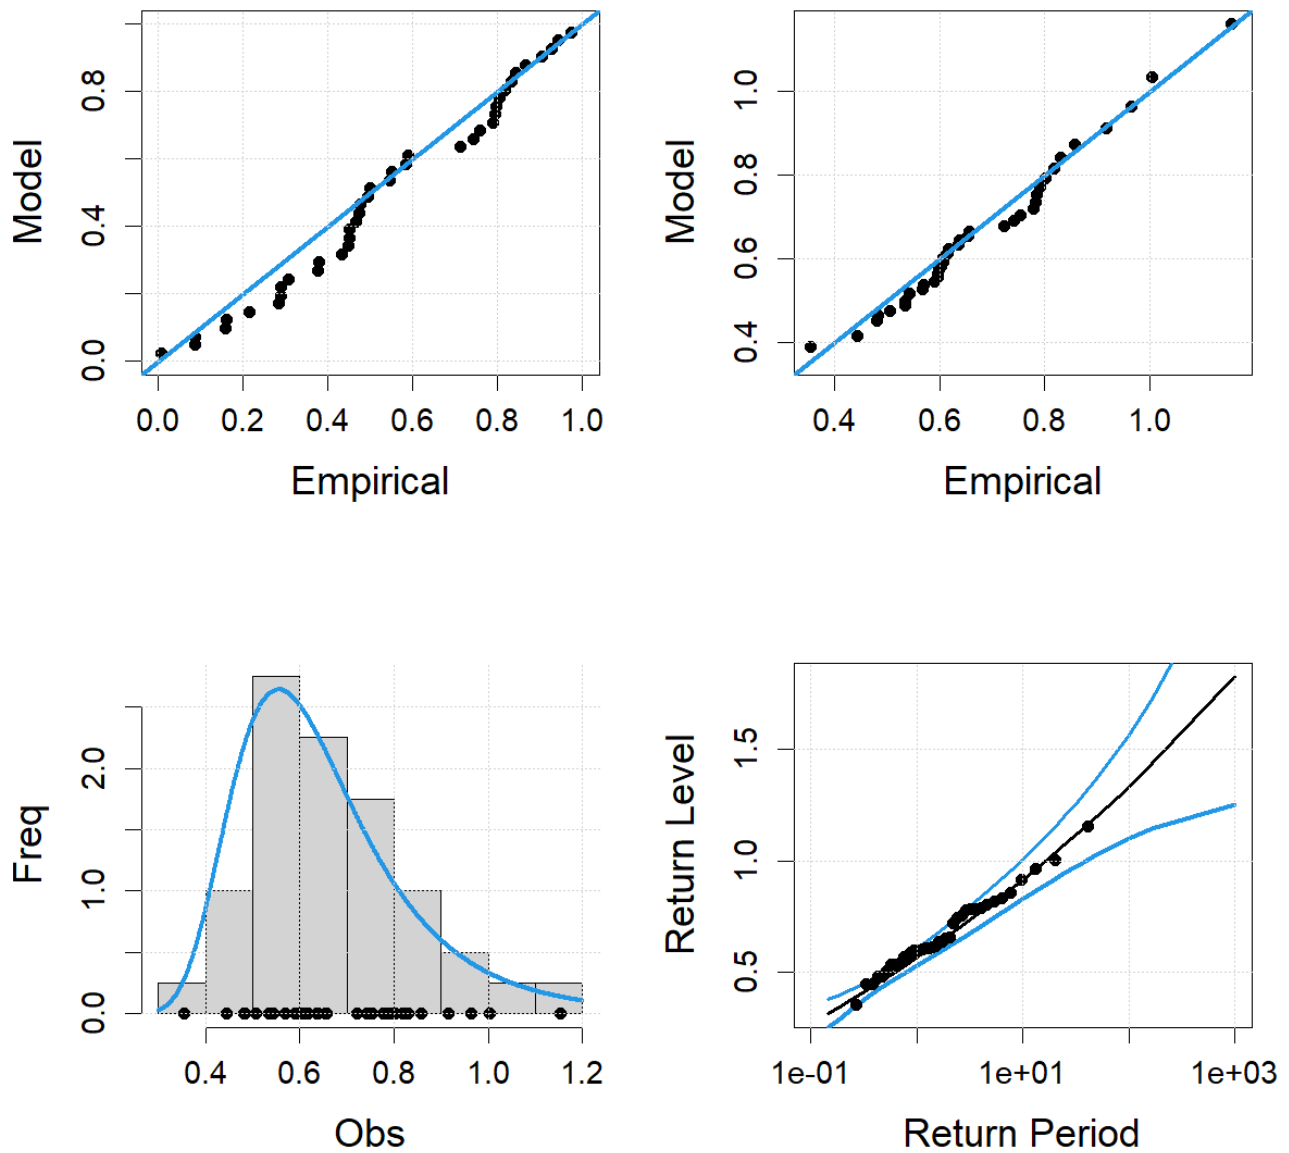 Model
0.0 0.4 0.8
0.0 0.2 0.4 0.6 0.8 1.0
Empirical
Model
0.4 0.6 0.8 1.0
0.4 0.6 0.8 1.0
Empirical
Freq
0.0 1.0 2.0
0.4 0.6 0.8 1.0 1.2
Obs
Return Level
0.5 1.0 1.5
1e-01 1e+01 1e+03
Return Period